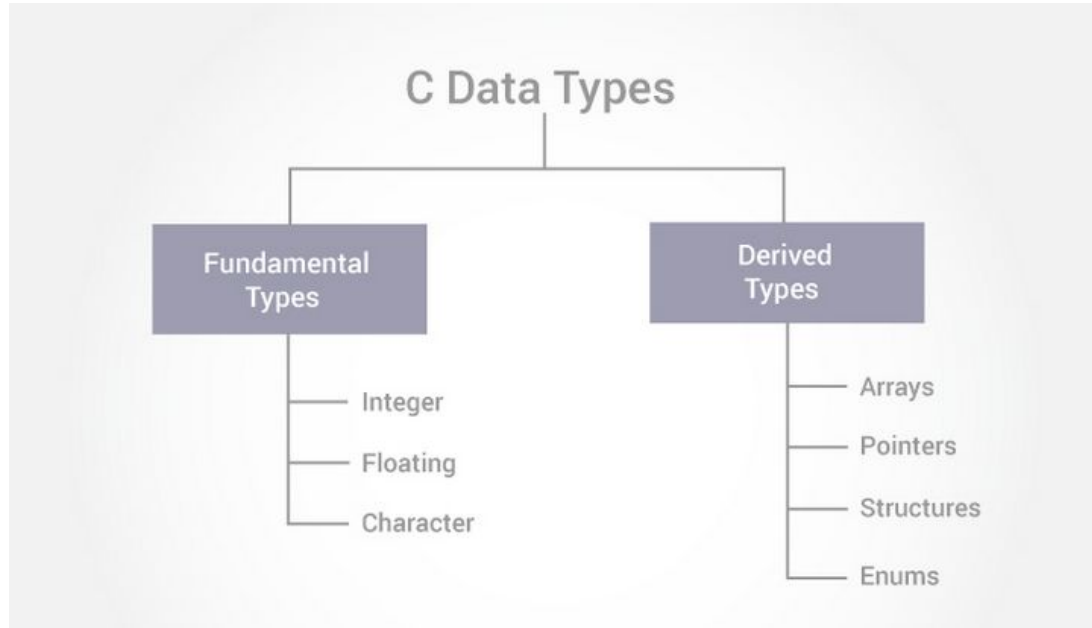 C Data Types
Fundamental
Types
Integer
Floating
Character
Derived
Types
Arrays
Pointers
Structures
Enums